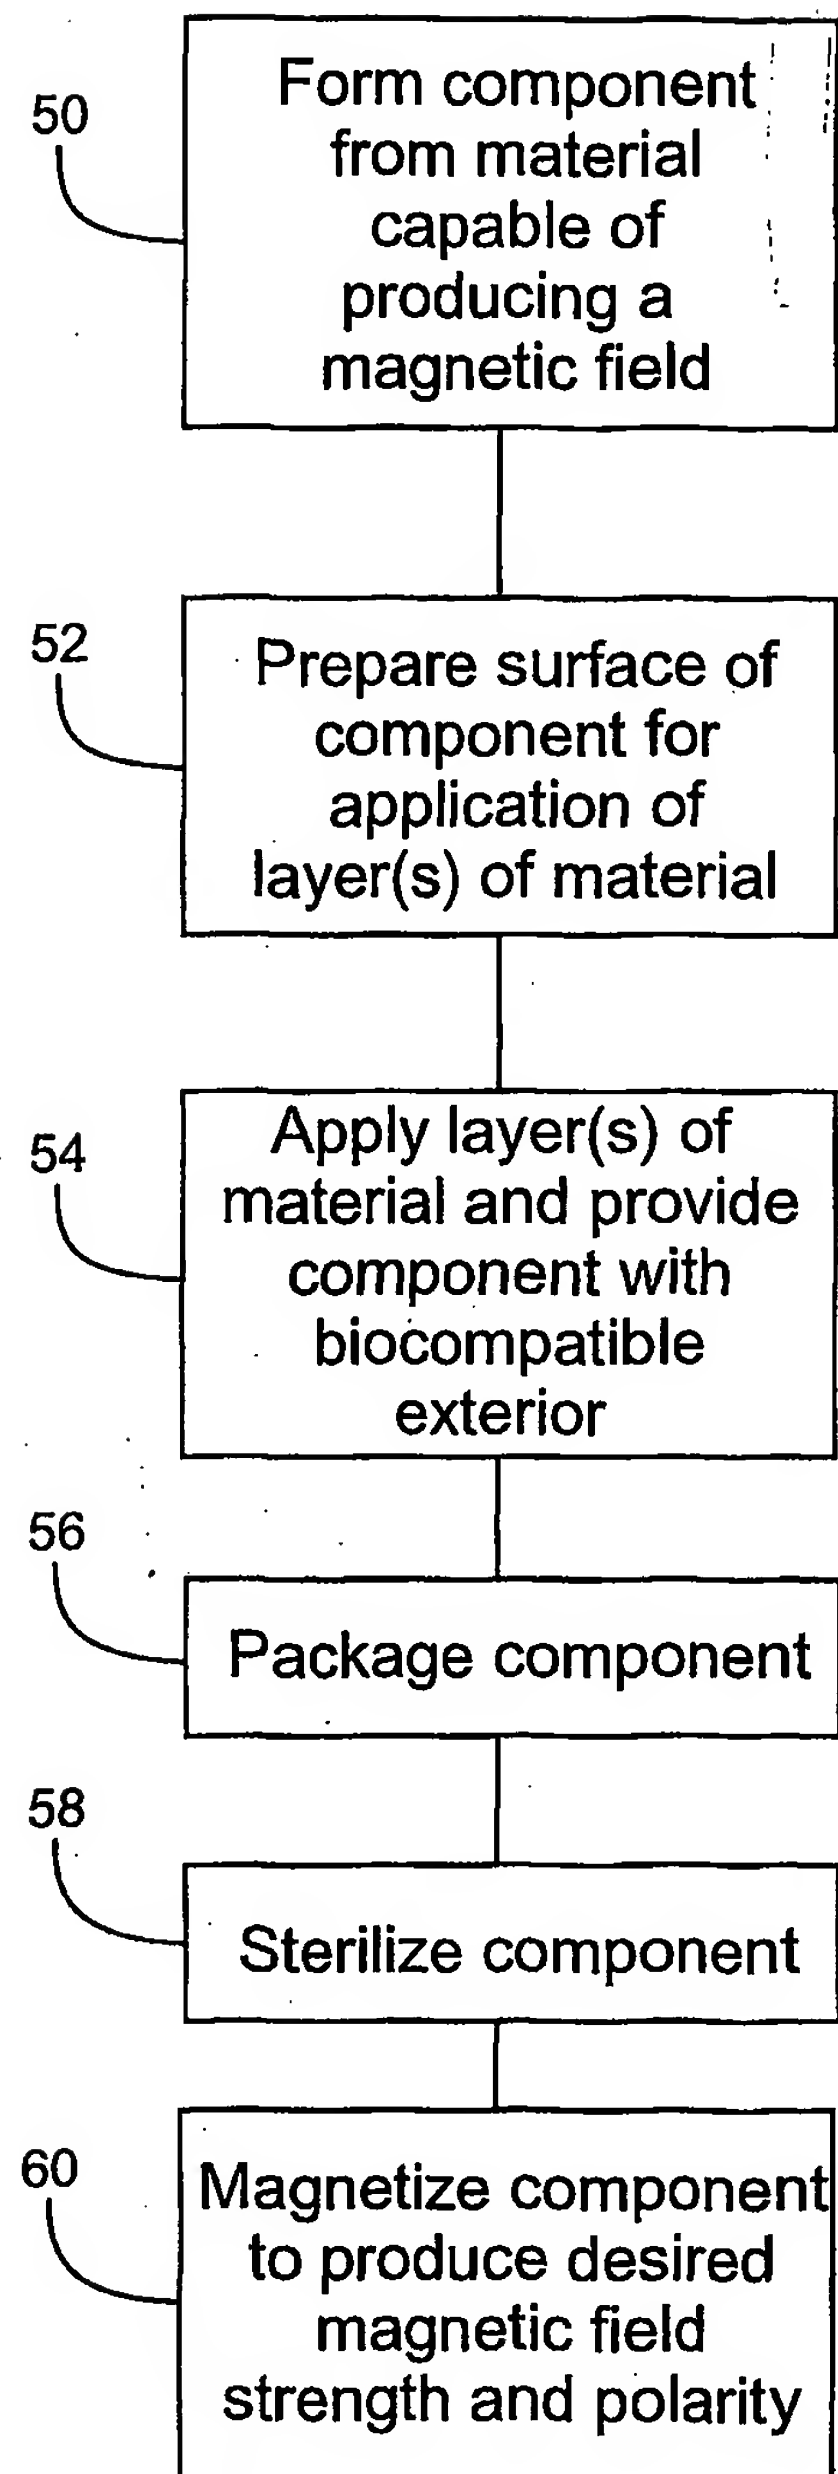 50
Form component
from material
capable of
producing a
magnetic field
52
Prepare surface of
component for
application of
layer(s) of material
54
Apply layer(s) of
material and provide
component with
biocompatible
exterior
56
Package component
58
Sterilize component
60
Magnetize component
to produce desired
magnetic field
strength and polarity